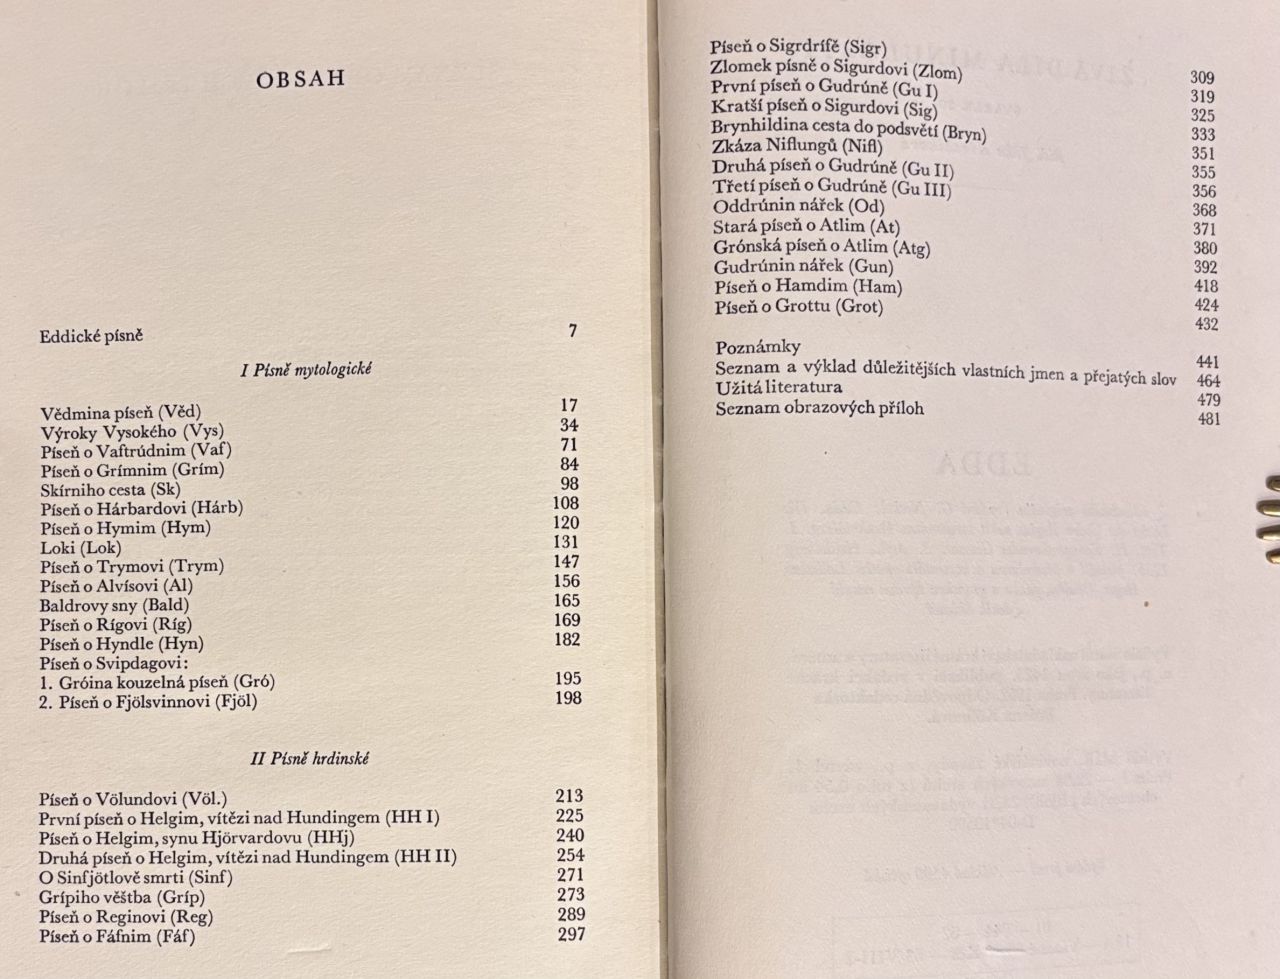 OBSAH
Eddické písně 7
I Písně mytologické
Vědmina píseň (Věd) 17
Výroky Vysokého (Vys) 34
Píseň o Vaftrúdnim (Vaf) 71
Píseň o Grímnim (Grím) 84
Skírniho cesta (Sk) 98
Píseň o Hárbardovi (Hárb) 108
Píseň o Hymim (Hym) 120
Loki (Lok) 131
Píseň o Trymovi (Trym) 147
Píseň o Alvísovi (Al) 156
Baldrovy sny (Bald) 165
Píseň o Rígovi (Ríg) 169
Píseň o Hyndle (Hyn) 182
Píseň o Svipdagovi:
1. Gróina kouzelná píseň (Gró) 195
2. Píseň o Fjölsvinnovi (Fjöl) 198
II Písně hrdinské
Píseň o Völundovi (Völ.) 213
První píseň o Helgim, vítězi nad Hundingem (HH I) 225
Píseň o Helgim, synu Hjörvardovu (HHj) 240
Druhá píseň o Helgim, vítězi nad Hundingem (HH II) 254
O Sinfjötlově smrti (Sinf) 271
Grípiho věštba (Gríp) 273
Píseň o Reginovi (Reg) 289
Píseň o Fáfnim (Fáf) 297
Píseň o Sigrdrífě (Sigr) 309
Zlomek písně o Sigurdovi (Zlom) 319
První píseň o Gudrúně (Gu I) 325
Kratší píseň o Sigurdovi (Sig) 333
Brynhildina cesta do podsvětí (Bryn) 351
Zkáza Niflungů (Nifl) 355
Druhá píseň o Gudrúně (Gu II) 356
Třetí píseň o Gudrúně (Gu III) 368
Oddrúnin nářek (Od) 371
Stará píseň o Atlim (At) 380
Grónská píseň o Atlim (Atg) 392
Gudrúnin nářek (Gun) 418
Píseň o Hamdim (Ham) 424
Píseň o Grottu (Grot) 432
Poznámky 441
Seznam a výklad důležitějších vlastních jmen a přejatých slov 464
Užitá literatura 479
Seznam obrazových příloh 481